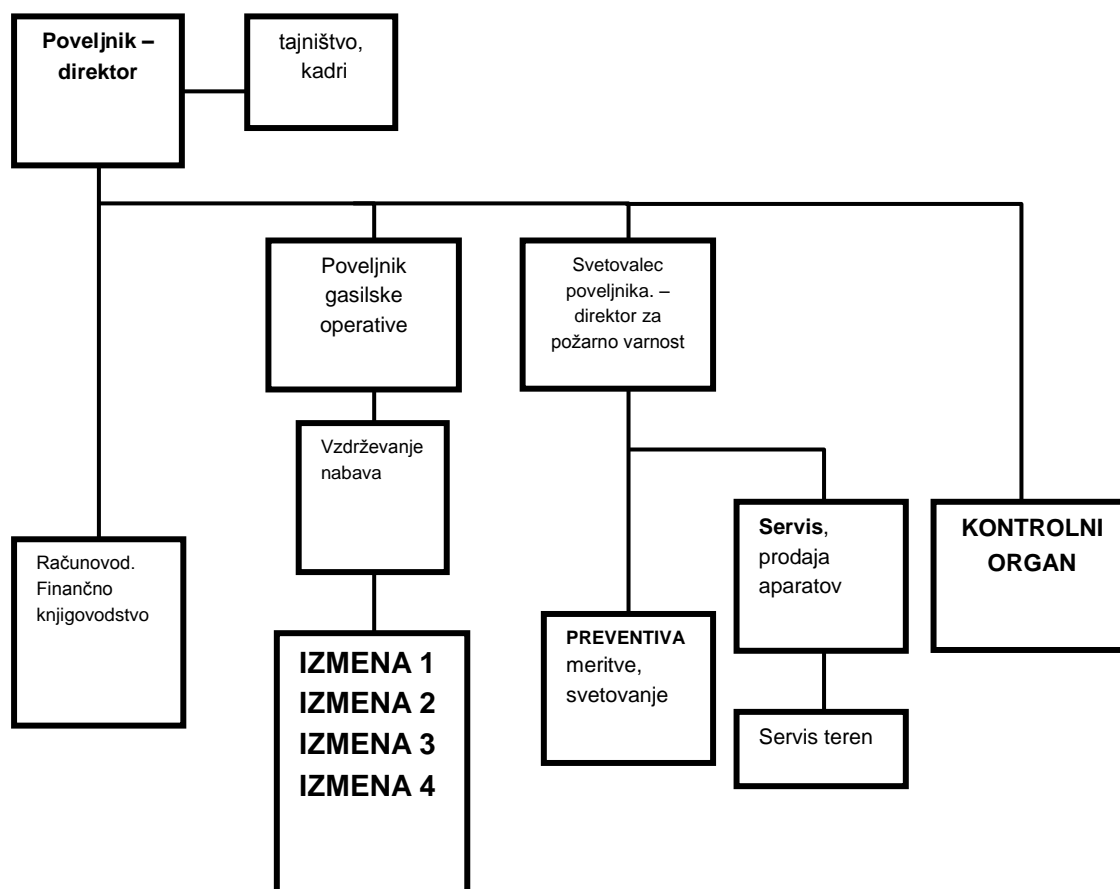 Poveljnik –
direktor
tajništvo,
kadri
Poveljnik
gasilske
operative
Svetovalec
poveljnika. –
direktor za
požarno varnost
Vzdrževanje
nabava
Računovod.
Finančno
knjigovodstvo
IZMENA 1
IZMENA 2
IZMENA 3
IZMENA 4
PREVENTIVA
meritve,
svetovanje
Servis,
prodaja
aparatov
Servis teren
KONTROLNI
ORGAN